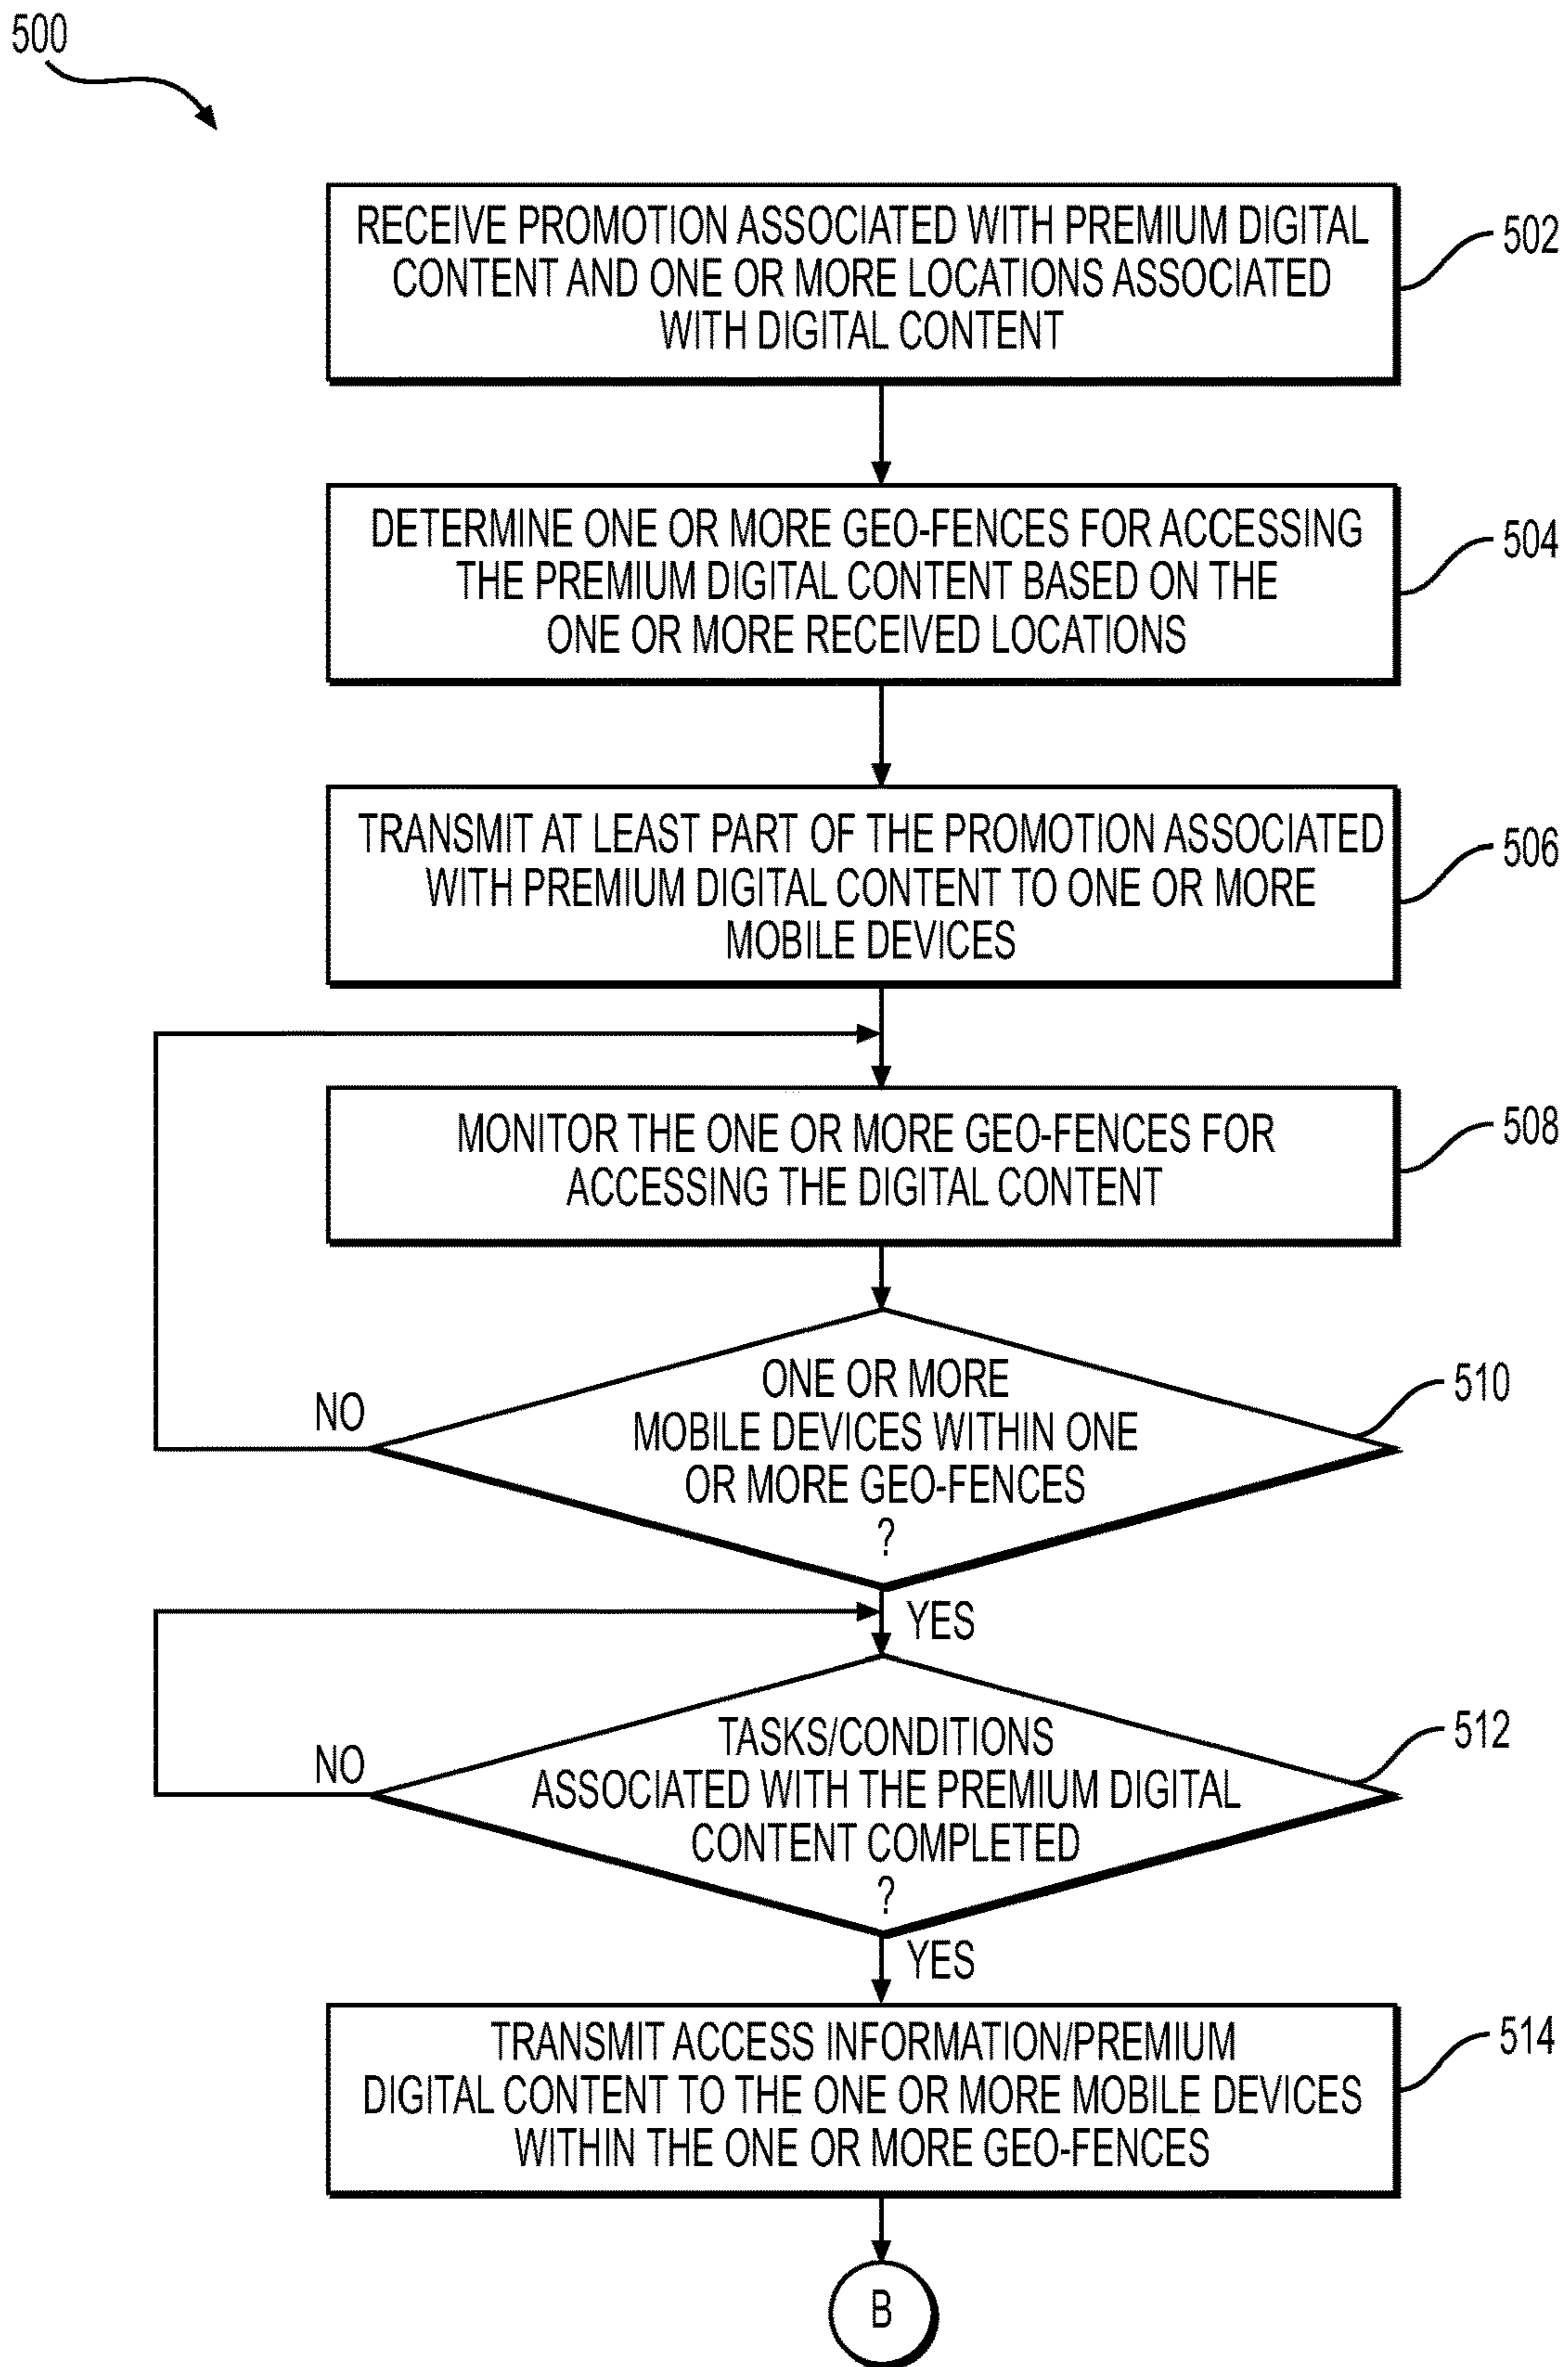 500
RECEIVE PROMOTION ASSOCIATED WITH PREMIUM DIGITAL
CONTENT AND ONE OR MORE LOCATIONS ASSOCIATED
WITH DIGITAL CONTENT
502
DETERMINE ONE OR MORE GEO-FENCES FOR ACCESSING
THE PREMIUM DIGITAL CONTENT BASED ON THE
ONE OR MORE RECEIVED LOCATIONS
504
TRANSMIT AT LEAST PART OF THE PROMOTION ASSOCIATED
WITH PREMIUM DIGITAL CONTENT TO ONE OR MORE
MOBILE DEVICES
506
MONITOR THE ONE OR MORE GEO-FENCES FOR
ACCESSING THE DIGITAL CONTENT
508
ONE OR MORE
MOBILE DEVICES WITHIN ONE
OR MORE GEO-FENCES
?
510
NO
YES
TASKS/CONDITIONS
ASSOCIATED WITH THE PREMIUM DIGITAL
CONTENT COMPLETED
?
512
NO
YES
TRANSMIT ACCESS INFORMATION/PREMIUM
DIGITAL CONTENT TO THE ONE OR MORE MOBILE DEVICES
WITHIN THE ONE OR MORE GEO-FENCES
514
B